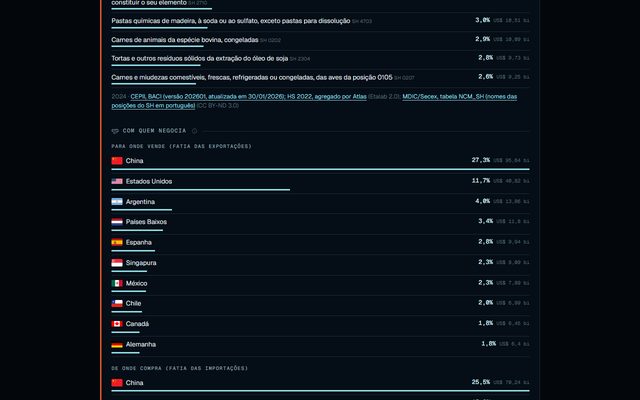 constituir o seu elemento SH 2710
Pastas químicas de madeira, à soda ou ao sulfato, exceto pastas para dissolução SH 4703
3,0% US$ 10,51 bi
Carnes de animais da espécie bovina, congeladas SH 0202
2,9% US$ 10,09 bi
Tortas e outros resíduos sólidos da extração do óleo de soja SH 2304
2,8% US$ 9,73 bi
Carnes e miudezas comestíveis, frescas, refrigeradas ou congeladas, das aves da posição 0105 SH 0207
2,6% US$ 9,25 bi
2024 · CEPII, BACI (versão 202601, atualizada em 30/01/2026); HS 2022, agregado por Atlas (Etalab 2.0); MDIC/Secex, tabela NCM_SH (nomes das
posições do SH em português) (CC BY-ND 3.0)
COM QUEM NEGOCIA
PARA ONDE VENDE (FATIA DAS EXPORTAÇÕES)
China
27,3% US$ 95,64 bi
Estados Unidos
11,7% US$ 40,82 bi
Argentina
4,0% US$ 13,86 bi
Países Baixos
3,4% US$ 11,8 bi
Espanha
2,8% US$ 9,94 bi
Singapura
2,3% US$ 8,09 bi
México
2,3% US$ 7,89 bi
Chile
2,0% US$ 6,89 bi
Canadá
1,8% US$ 6,45 bi
Alemanha
1,8% US$ 6,4 bi
DE ONDE COMPRA (FATIA DAS IMPORTAÇÕES)
China
25,5% US$ 70,24 bi